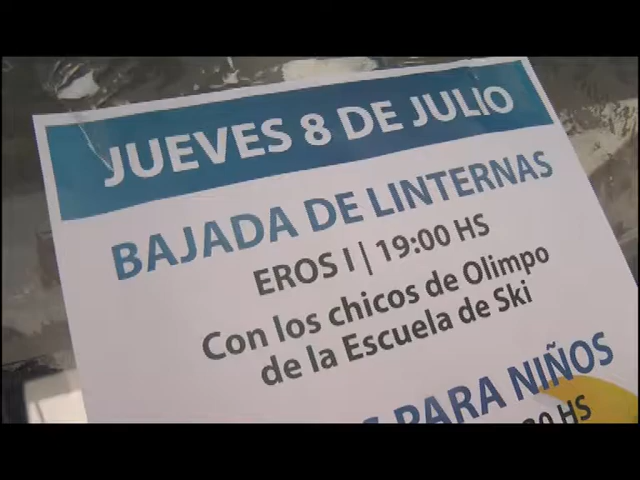 JUEVES 8 DE JULIO
BAJADA DE LINTERNAS
EROS I | 19:00 HS
Con los chicos de Olimpo
de la Escuela de Ski
PARA NIÑOS
HS